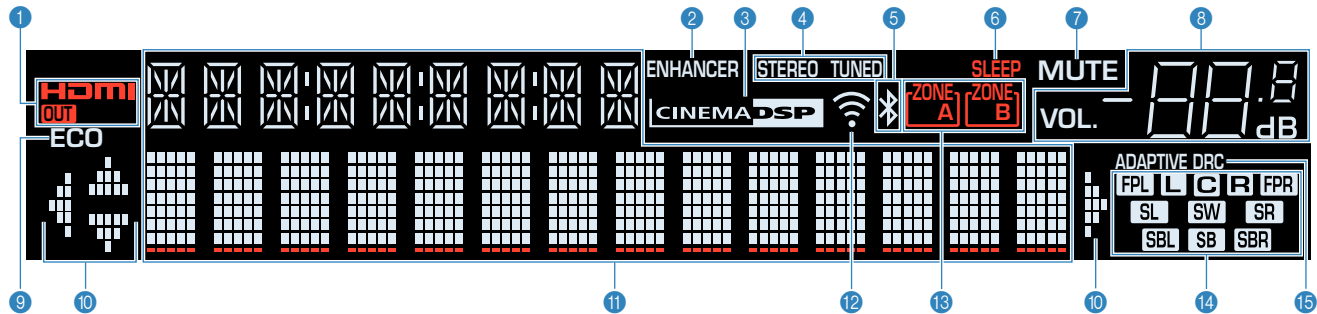 1 2 3 4 5 6 7 8
HDMI OUT
ENHANCER STEREO TUNED SLEEP MUTE
CINEMA DSP ZONE A ZONE B VOL. -88.8 dB
ECO
ADAPTIVE DRC
FPL L C R FPR
SL SW SR
SBL SB SBR
9 10 11 12 13 10 14 15